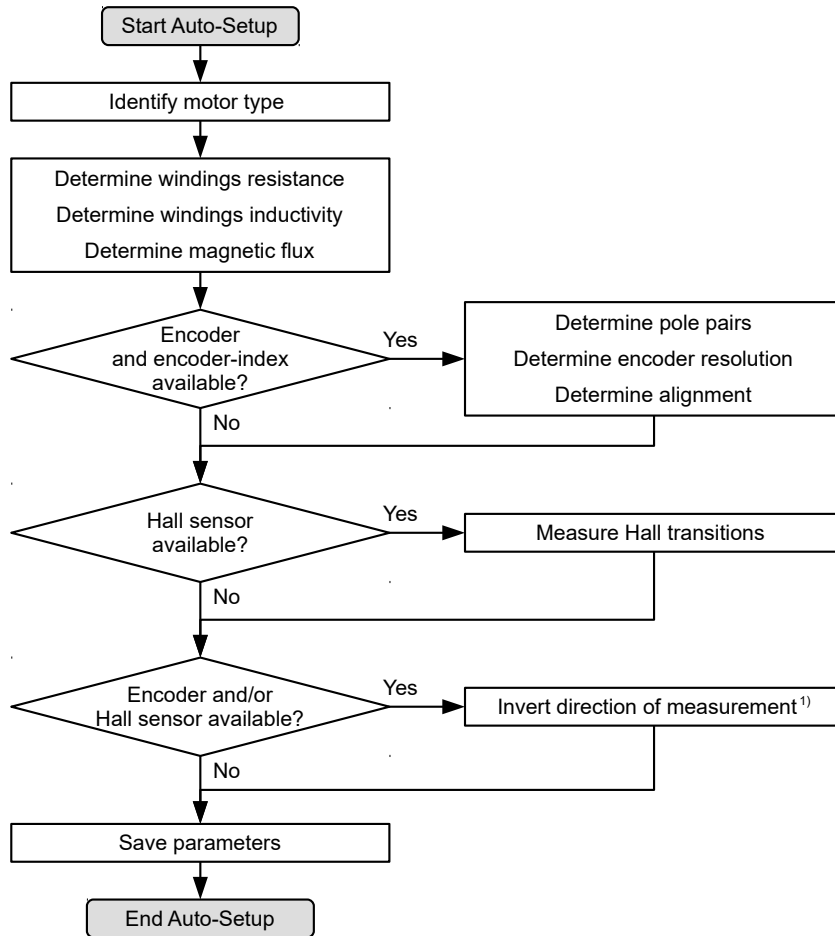 Start Auto-Setup
Identify motor type
Determine windings resistance
Determine windings inductivity
Determine magnetic flux
Encoder
and encoder-index
available?
Yes
No
Determine pole pairs
Determine encoder resolution
Determine alignment
Hall sensor
available?
Yes
No
Measure Hall transitions
Encoder and/or
Hall sensor available?
Yes
No
Invert direction of measurement 1)
Save parameters
End Auto-Setup